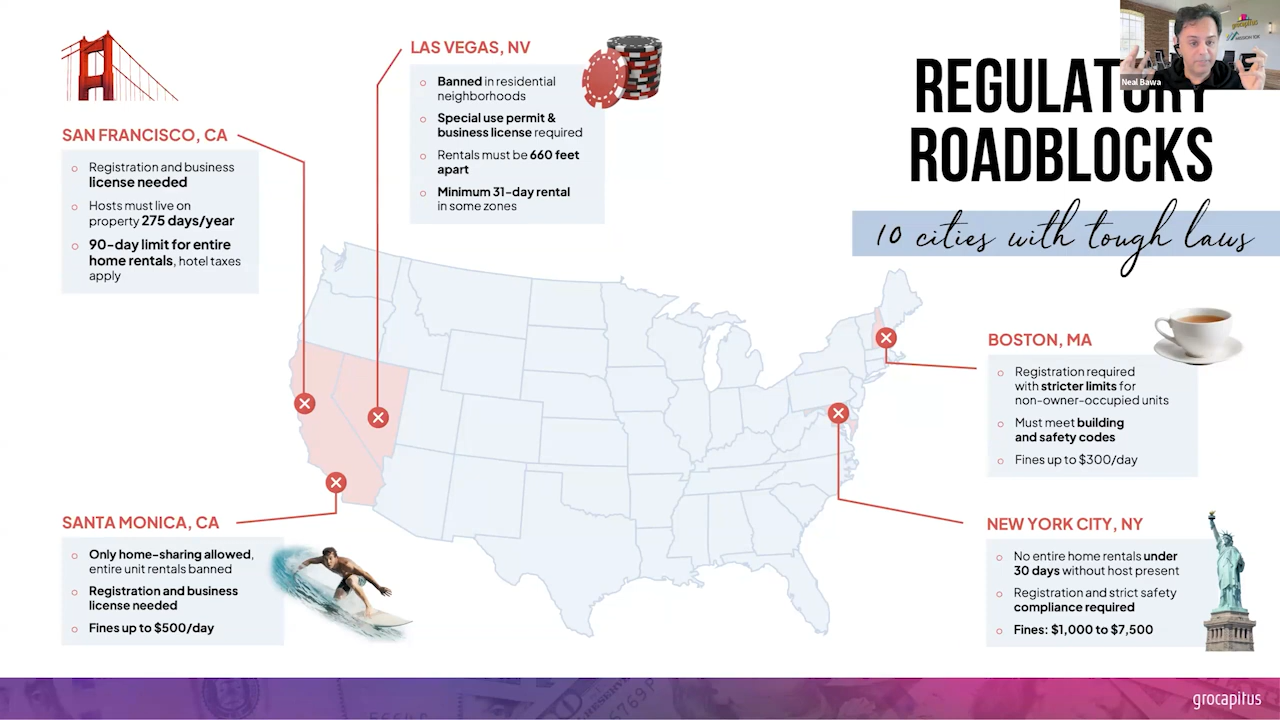 REGULATORY
ROADBLOCKS
10 cities with tough laws
Neal Bawa
grocapitus
MISSION 10K
SAN FRANCISCO, CA
Registration and business
license needed
Hosts must live on
property 275 days/year
90-day limit for entire
home rentals, hotel taxes
apply
LAS VEGAS, NV
Banned in residential
neighborhoods
Special use permit &
business license required
Rentals must be 660 feet
apart
Minimum 31-day rental
in some zones
BOSTON, MA
Registration required
with stricter limits for
non-owner-occupied units
Must meet building
and safety codes
Fines up to $300/day
SANTA MONICA, CA
Only home-sharing allowed,
entire unit rentals banned
Registration and business
license needed
Fines up to $500/day
NEW YORK CITY, NY
No entire home rentals under
30 days without host present
Registration and strict safety
compliance required
Fines: $1,000 to $7,500
grocapitus